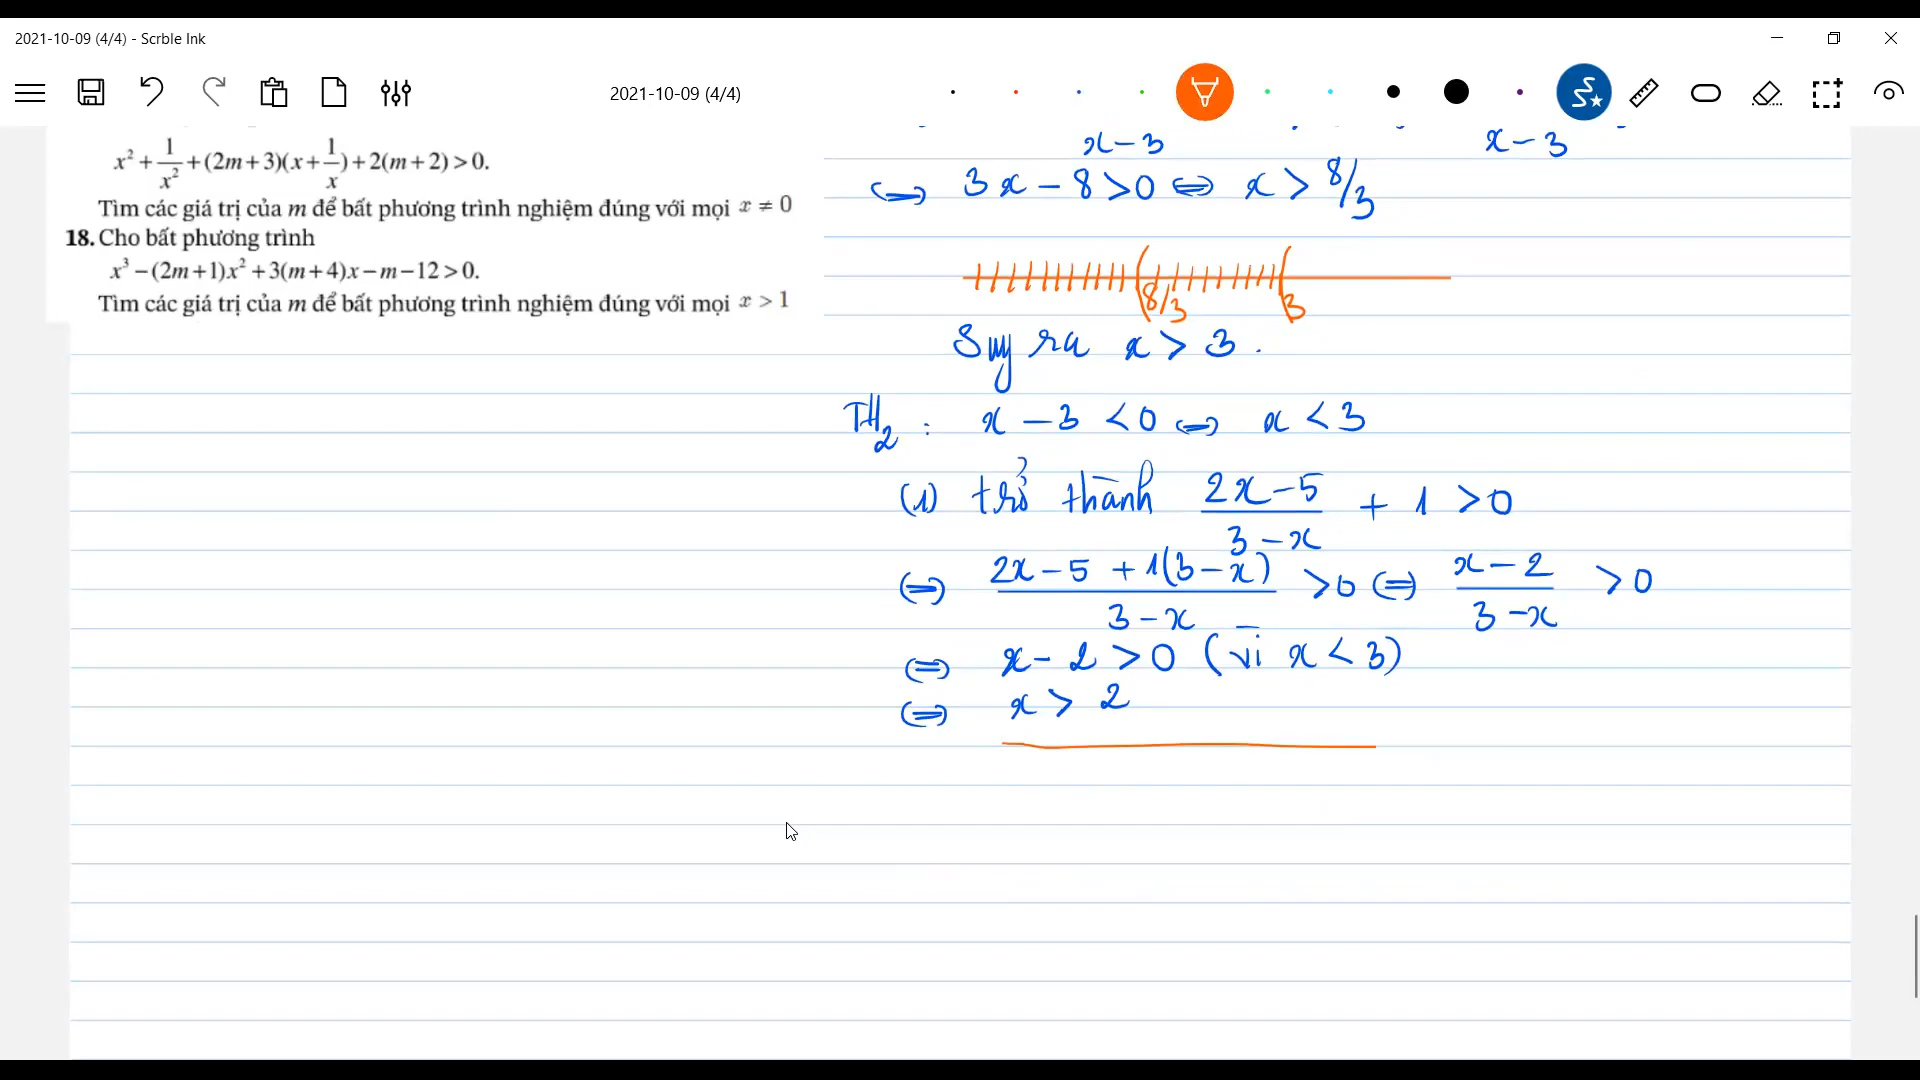 2021-10-09 (4/4) - Scrble Ink
2021-10-09 (4/4)
x² + 1/x² + (2m+3)(x + 1/x) + 2(m+2) > 0.
Tìm các giá trị của m để bất phương trình nghiệm đúng với mọi x ≠ 0
18. Cho bất phương trình
x³ − (2m+1)x² + 3(m+4)x − m − 12 > 0.
Tìm các giá trị của m để bất phương trình nghiệm đúng với mọi x > 1
x − 3 x − 3
⇔ 3x − 8 > 0 ⇔ x > 8/3
8/3 3
Suy ra x > 3.
TH₂ : x − 3 < 0 ⇔ x < 3
(1) trở thành (2x − 5)/(3 − x) + 1 > 0
⇔ (2x − 5 + 1(3 − x))/(3 − x) > 0 ⇔ (x − 2)/(3 − x) > 0
⇔ x − 2 > 0 (vì x < 3)
⇔ x > 2